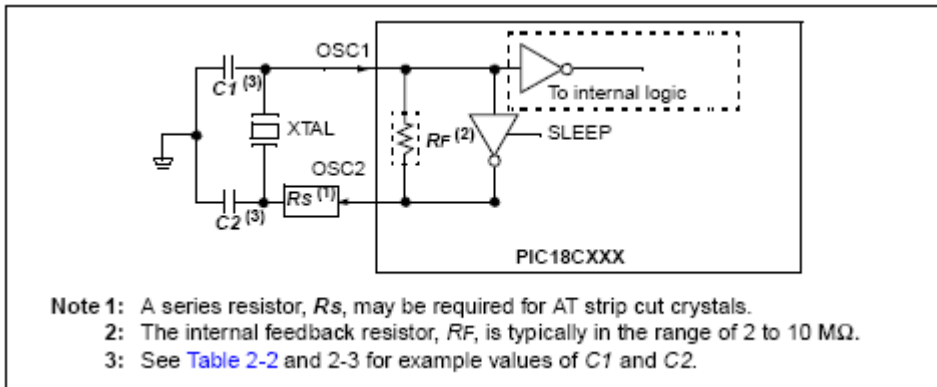 OSC1
C1 (3)
To internal logic
XTAL
RF (2)
SLEEP
OSC2
Rs (1)
C2 (3)
PIC18CXXX
Note 1: A series resistor, Rs, may be required for AT strip cut crystals.
2: The internal feedback resistor, RF, is typically in the range of 2 to 10 MΩ.
3: See Table 2-2 and 2-3 for example values of C1 and C2.